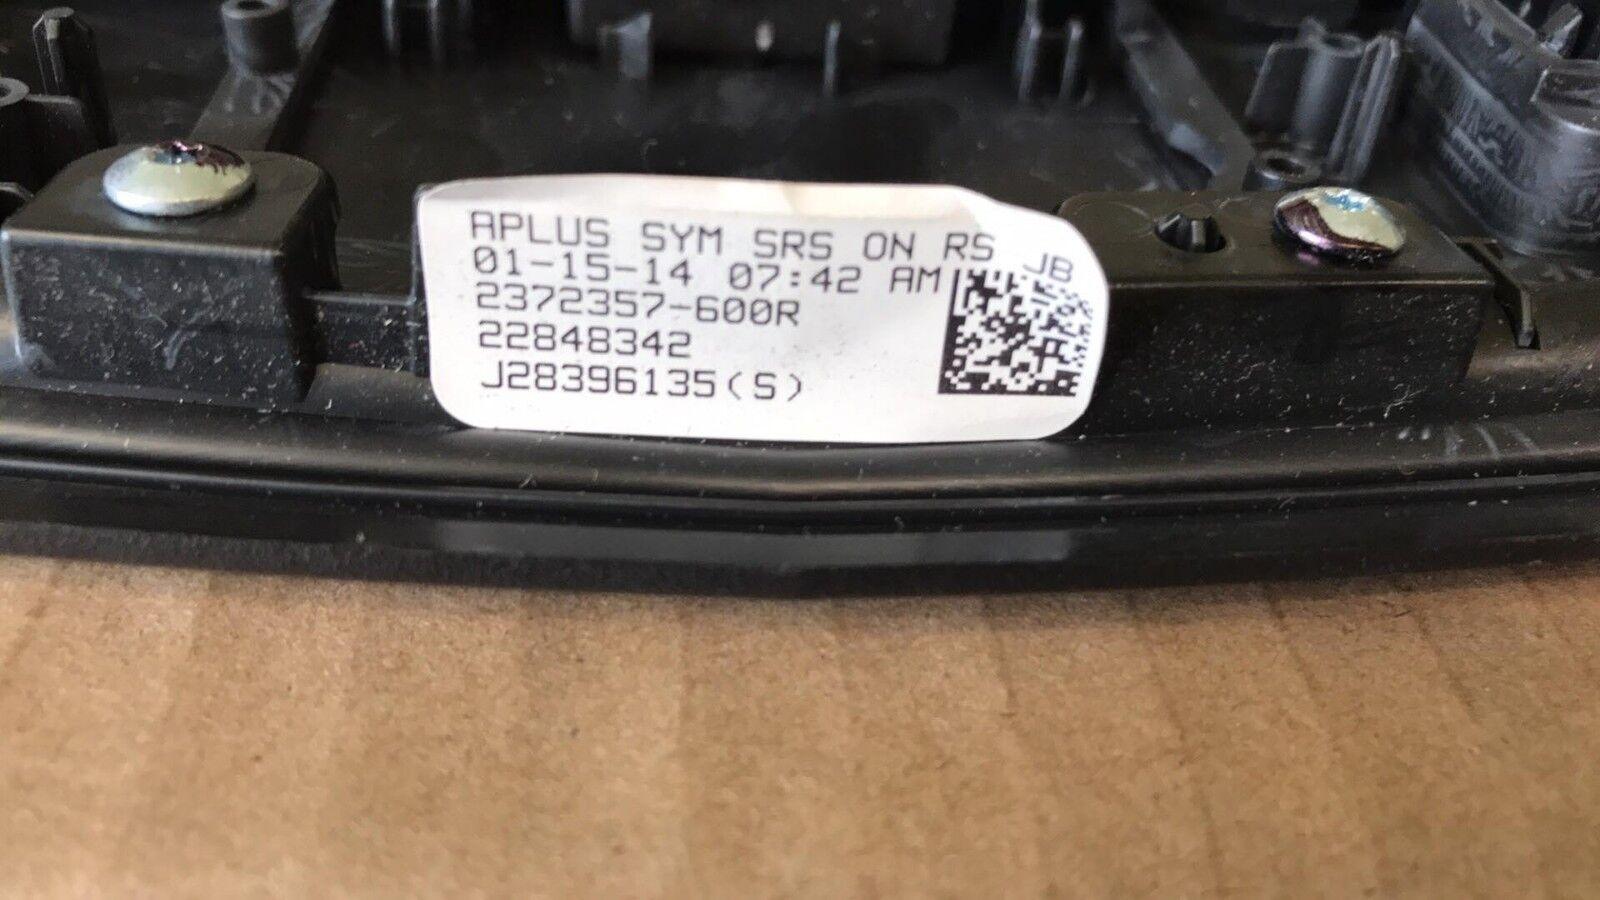 APLUS SYM SRS ON RS
01-15-14 07:42 AM
2372357-600R
22848342
J28396135(S)
JB